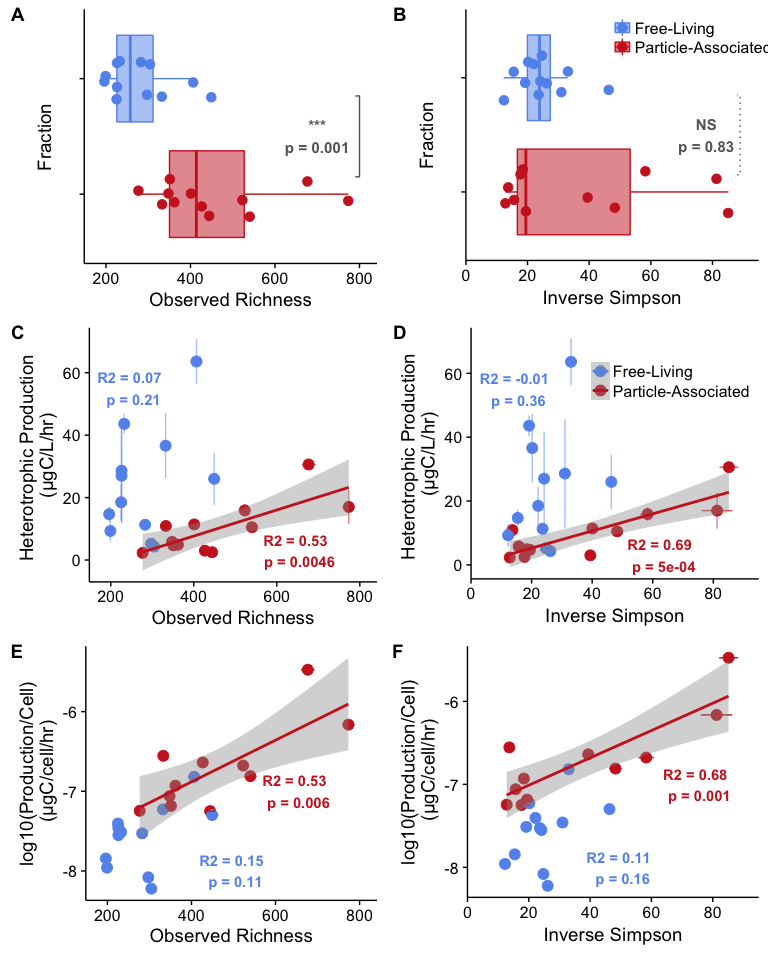 A
Fraction
***
p = 0.001
200
400
600
800
Observed Richness
B
Free-Living
Particle-Associated
Fraction
NS
p = 0.83
0
20
40
60
80
Inverse Simpson
C
Heterotrophic Production
(µgC/L/hr)
60
40
20
0
R2 = 0.07
p = 0.21
R2 = 0.53
p = 0.0046
200
400
600
800
Observed Richness
D
Heterotrophic Production
(µgC/L/hr)
60
40
20
0
R2 = -0.01
p = 0.36
Free-Living
Particle-Associated
R2 = 0.69
p = 5e-04
0
20
40
60
80
Inverse Simpson
E
log10(Production/Cell)
(µgC/cell/hr)
-6
-7
-8
R2 = 0.53
p = 0.006
R2 = 0.15
p = 0.11
200
400
600
800
Observed Richness
F
log10(Production/Cell)
(µgC/cell/hr)
-6
-7
-8
R2 = 0.68
p = 0.001
R2 = 0.11
p = 0.16
0
20
40
60
80
Inverse Simpson